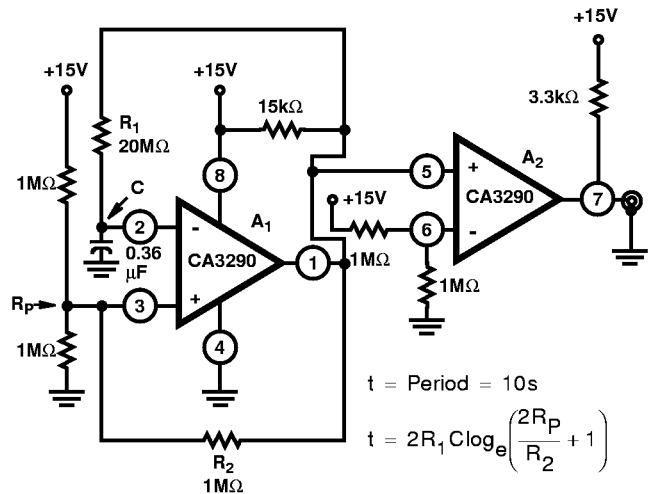 +15V
+15V
+15V
R1
20MΩ
15kΩ
3.3kΩ
1MΩ
C
8
A1
5
+
A2
CA3290
7
2
-
+15V
6
-
0.36
μF
CA3290
1
1MΩ
RP
3
+
1MΩ
1MΩ
4
t = Period = 10s
t = 2R1Cloge(2RP/R2 + 1)
R2
1MΩ